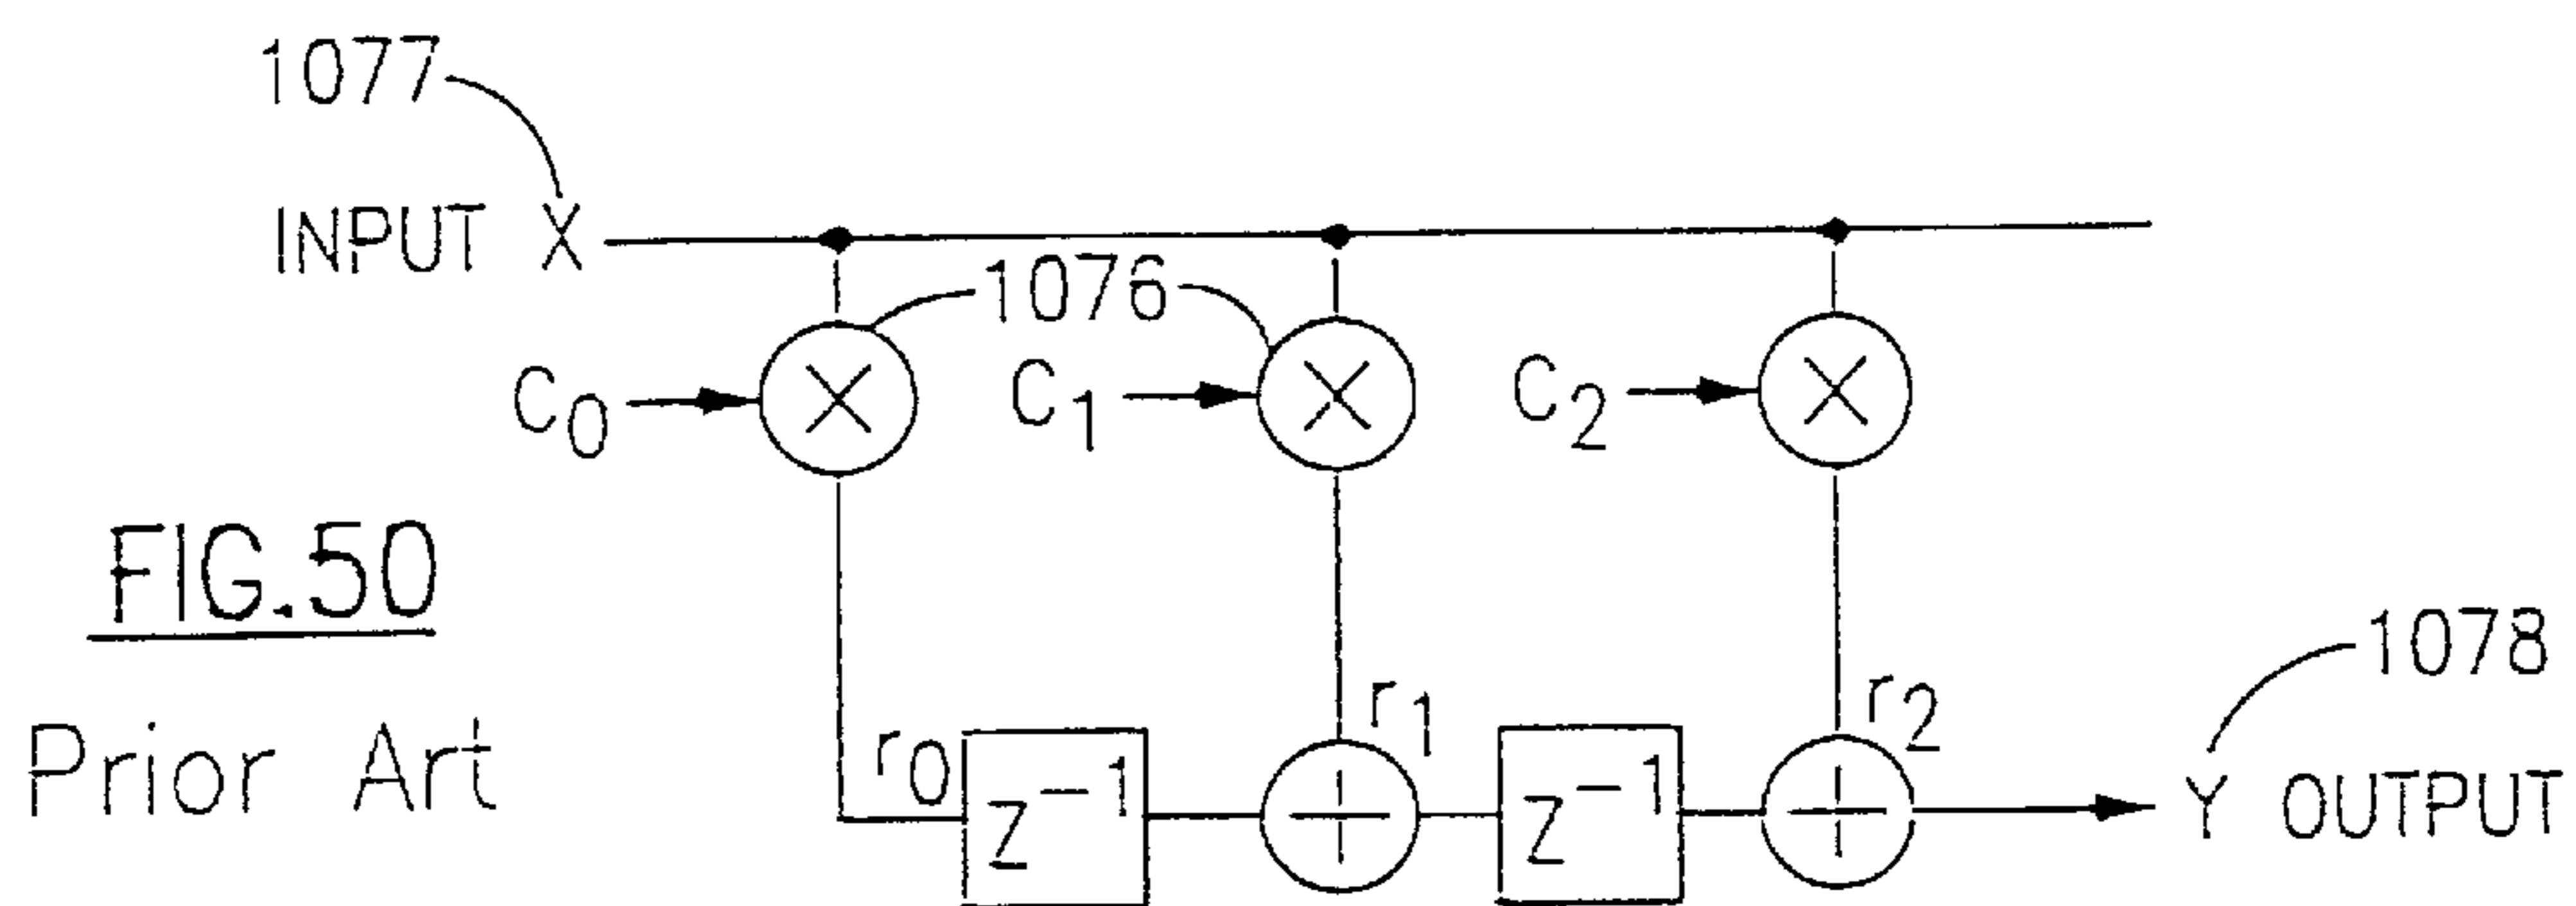 1077
INPUT X
1076
C0
C1
C2
FIG.50
Prior Art
r0
z-1
r1
z-1
r2
1078
Y OUTPUT